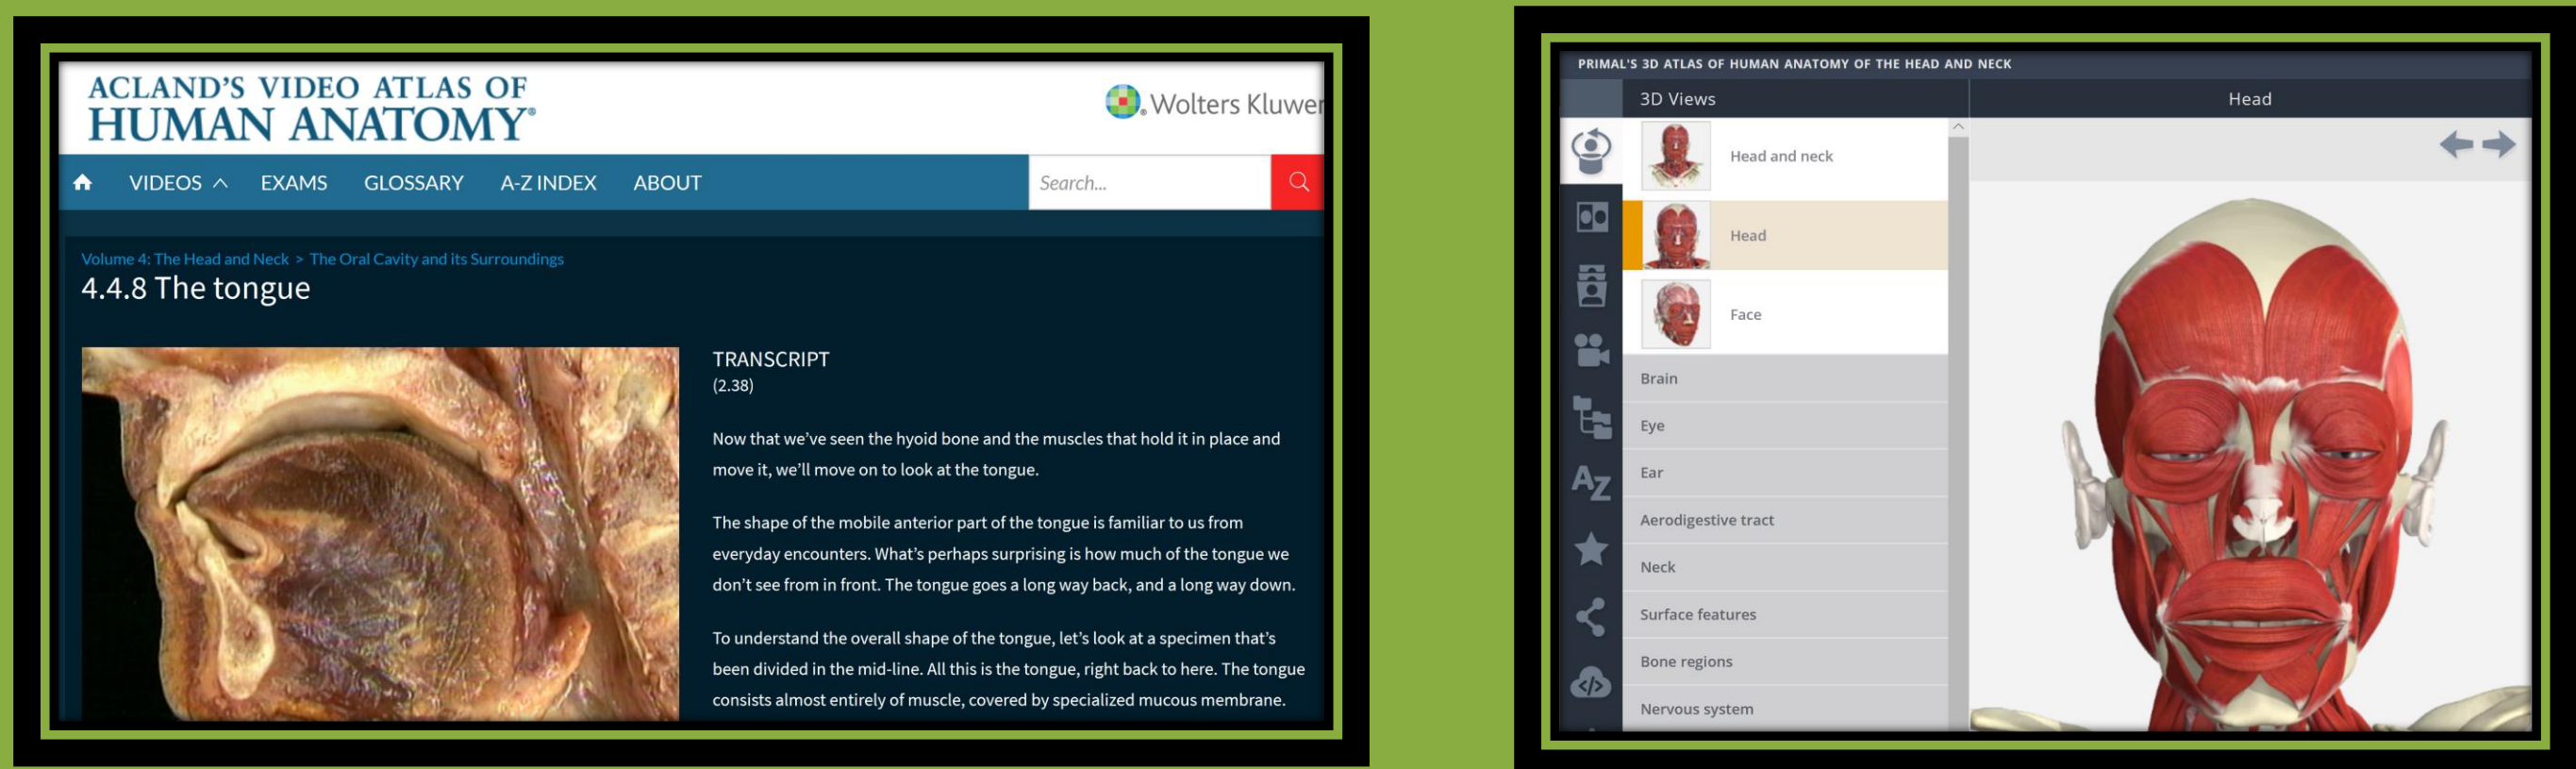 ACLAND'S VIDEO ATLAS OF
HUMAN ANATOMY®
Wolters Kluwer
VIDEOS
EXAMS
GLOSSARY
A-Z INDEX
ABOUT
Search...
Volume 4: The Head and Neck > The Oral Cavity and its Surroundings
4.4.8 The tongue
TRANSCRIPT
(2.38)
Now that we've seen the hyoid bone and the muscles that hold it in place and
move it, we'll move on to look at the tongue.
The shape of the mobile anterior part of the tongue is familiar to us from
everyday encounters. What's perhaps surprising is how much of the tongue we
don't see from in front. The tongue goes a long way back, and a long way down.
To understand the overall shape of the tongue, let's look at a specimen that's
been divided in the mid-line. All this is the tongue, right back to here. The tongue
consists almost entirely of muscle, covered by specialized mucous membrane.
PRIMAL'S 3D ATLAS OF HUMAN ANATOMY OF THE HEAD AND NECK
3D Views
Head
Head and neck
Head
Face
Brain
Eye
Ear
Aerodigestive tract
Neck
Surface features
Bone regions
Nervous system
AZ